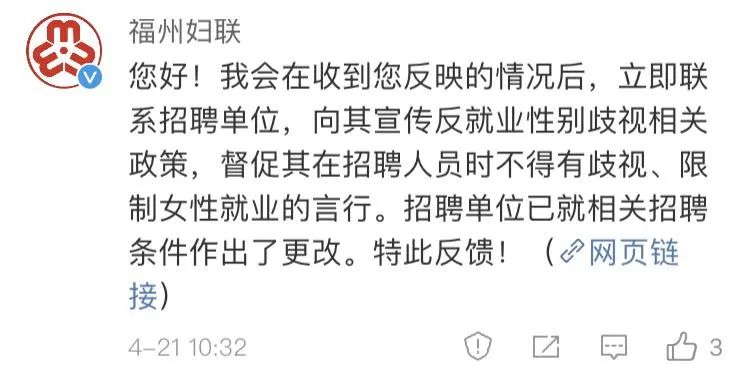 福州妇联
您好！我会在收到您反映的情况后，立即联
系招聘单位，向其宣传反就业性别歧视相关
政策，督促其在招聘人员时不得有歧视、限
制女性就业的言行。招聘单位已就相关招聘
条件作出了更改。特此反馈！（网页链
接）
4-21 10:32
3